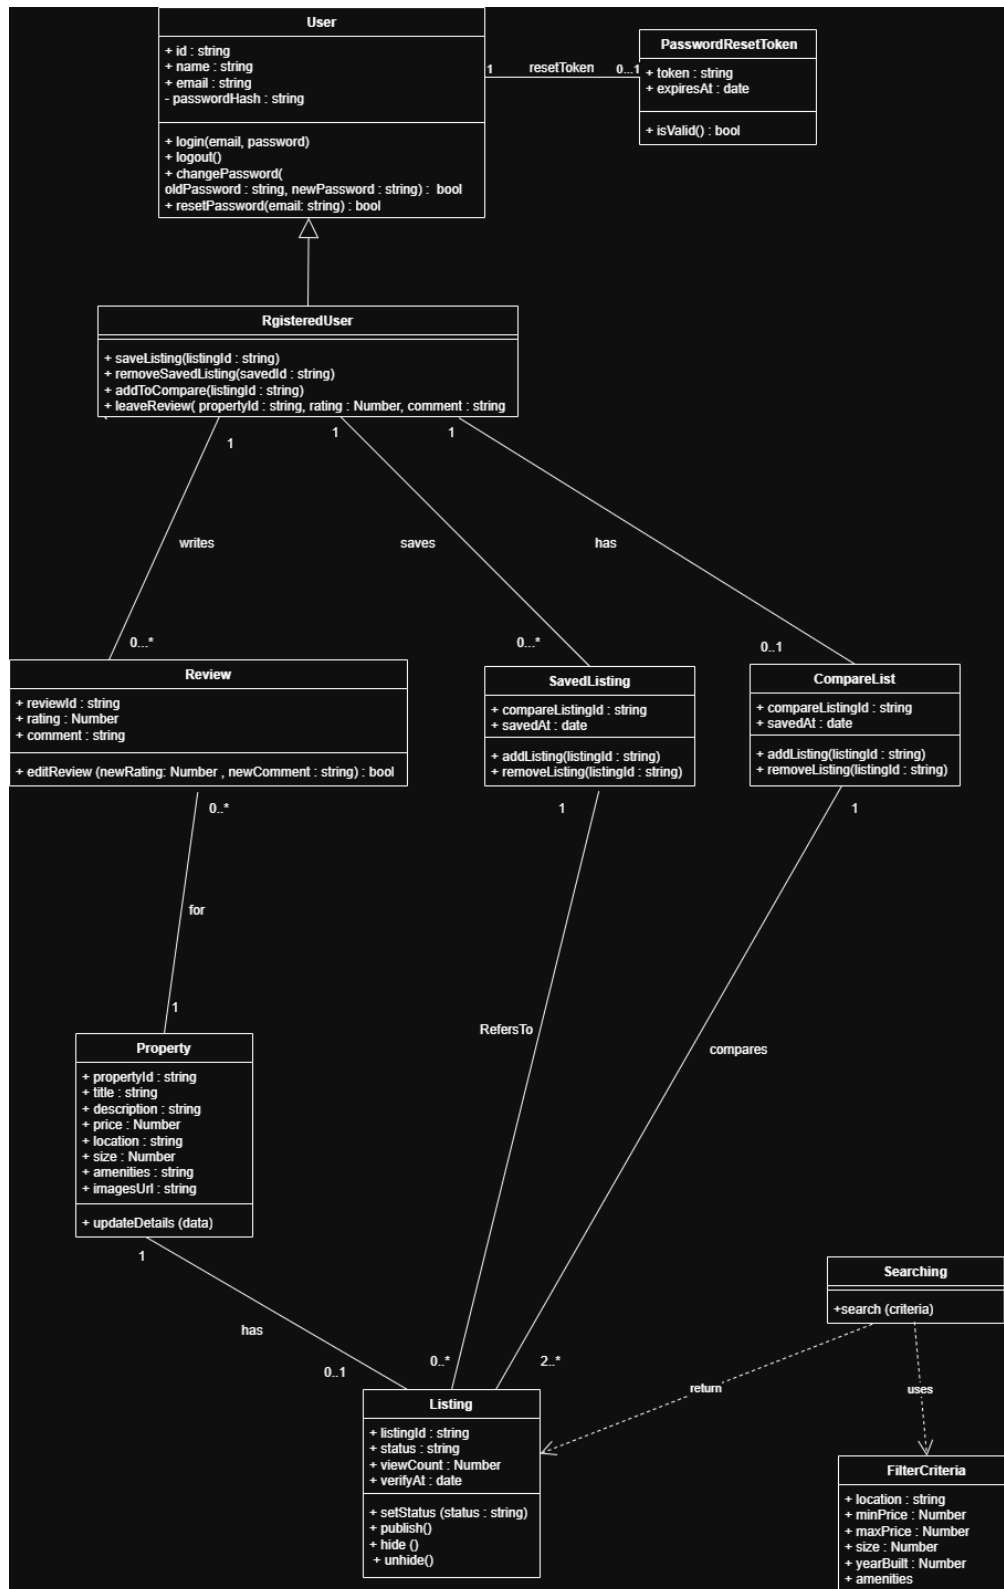 User
+ id : string
+ name : string
+ email : string
- passwordHash : string
+ login(email, password)
+ logout()
+ changePassword(
oldPassword : string, newPassword : string) : bool
+ resetPassword(email: string) : bool
1
resetToken
0...1
PasswordResetToken
+ token : string
+ expiresAt : date
+ isValid() : bool
RgisteredUser
+ saveListing(listingId : string)
+ removeSavedListing(savedId : string)
+ addToCompare(listingId : string)
+ leaveReview( propertyId : string, rating : Number, comment : string
1
1
1
writes
saves
has
0...*
0...*
0..1
Review
+ reviewId : string
+ rating : Number
+ comment : string
+ editReview (newRating: Number , newComment : string) : bool
SavedListing
+ compareListingId : string
+ savedAt : date
+ addListing(listingId : string)
+ removeListing(listingId : string)
CompareList
+ compareListingId : string
+ savedAt : date
+ addListing(listingId : string)
+ removeListing(listingId : string)
0..*
1
1
for
RefersTo
compares
1
Property
+ propertyId : string
+ title : string
+ description : string
+ price : Number
+ location : string
+ size : Number
+ amenities : string
+ imagesUrl : string
+ updateDetails (data)
1
has
0..1
0..*
2..*
Listing
+ listingId : string
+ status : string
+ viewCount : Number
+ verifyAt : date
+ setStatus (status : string)
+ publish()
+ hide ()
+ unhide()
Searching
+search (criteria)
return
uses
FilterCriteria
+ location : string
+ minPrice : Number
+ maxPrice : Number
+ size : Number
+ yearBuilt : Number
+ amenities